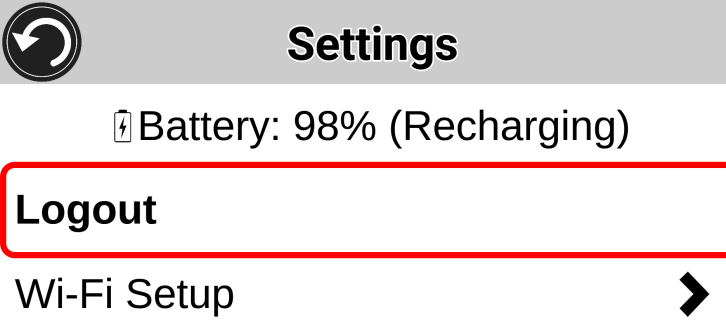 Settings
Battery: 98% (Recharging)
Logout
Wi-Fi Setup